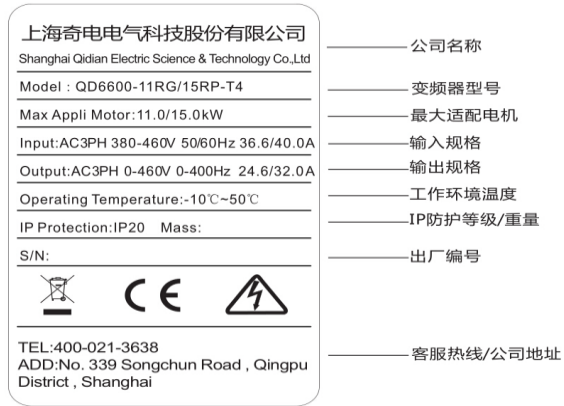 上海奇电电气科技股份有限公司
Shanghai Qidian Electric Science & Technology Co.,Ltd
公司名称
Model : QD6600-11RG/15RP-T4
变频器型号
Max Appli Motor:11.0/15.0kW
最大适配电机
Input:AC3PH 380-460V 50/60Hz 36.6/40.0A
输入规格
Output:AC3PH 0-460V 0-400Hz 24.6/32.0A
输出规格
Operating Temperature:-10℃~50℃
工作环境温度
IP Protection:IP20 Mass:
IP防护等级/重量
S/N:
出厂编号
CE
TEL:400-021-3638
ADD:No. 339 Songchun Road , Qingpu
District , Shanghai
客服热线/公司地址